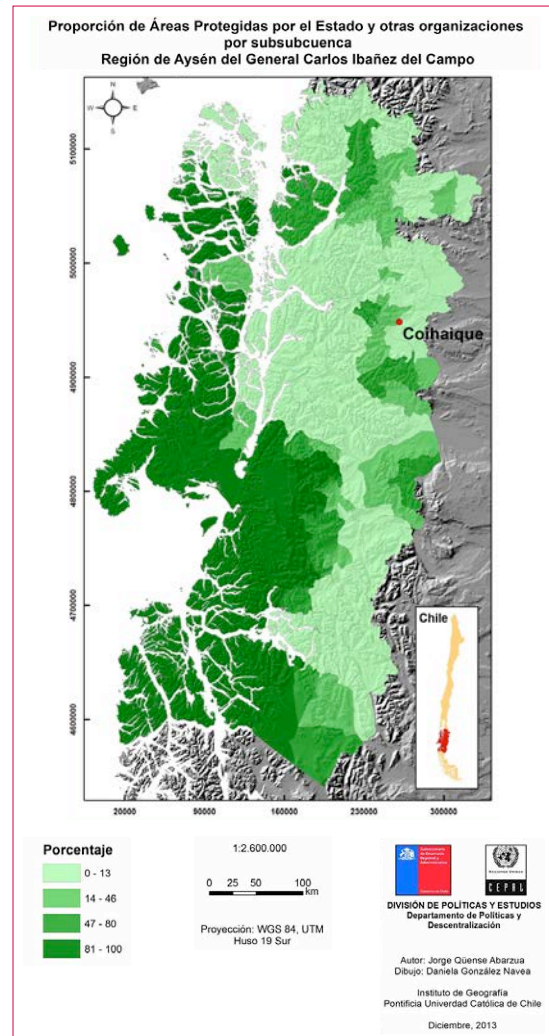 Proporción de Áreas Protegidas por el Estado y otras organizaciones
por subsubcuenca
Región de Aysén del General Carlos Ibañez del Campo
N
W
E
S
5100000
5000000
4900000
4800000
4700000
4600000
Coihaique
Chile
20000
90000
160000
230000
300000
Porcentaje
0 - 13
14 - 46
47 - 80
81 - 100
1:2.600.000
0 25 50 100
km
Proyección: WGS 84, UTM
Huso 19 Sur
CEPAL
DIVISIÓN DE POLÍTICAS Y ESTUDIOS
Departamento de Políticas y
Descentralización
Autor: Jorge Qüense Abarzua
Dibujo: Daniela González Navea
Instituto de Geografía
Pontificia Univerdad Católica de Chile
Diciembre, 2013